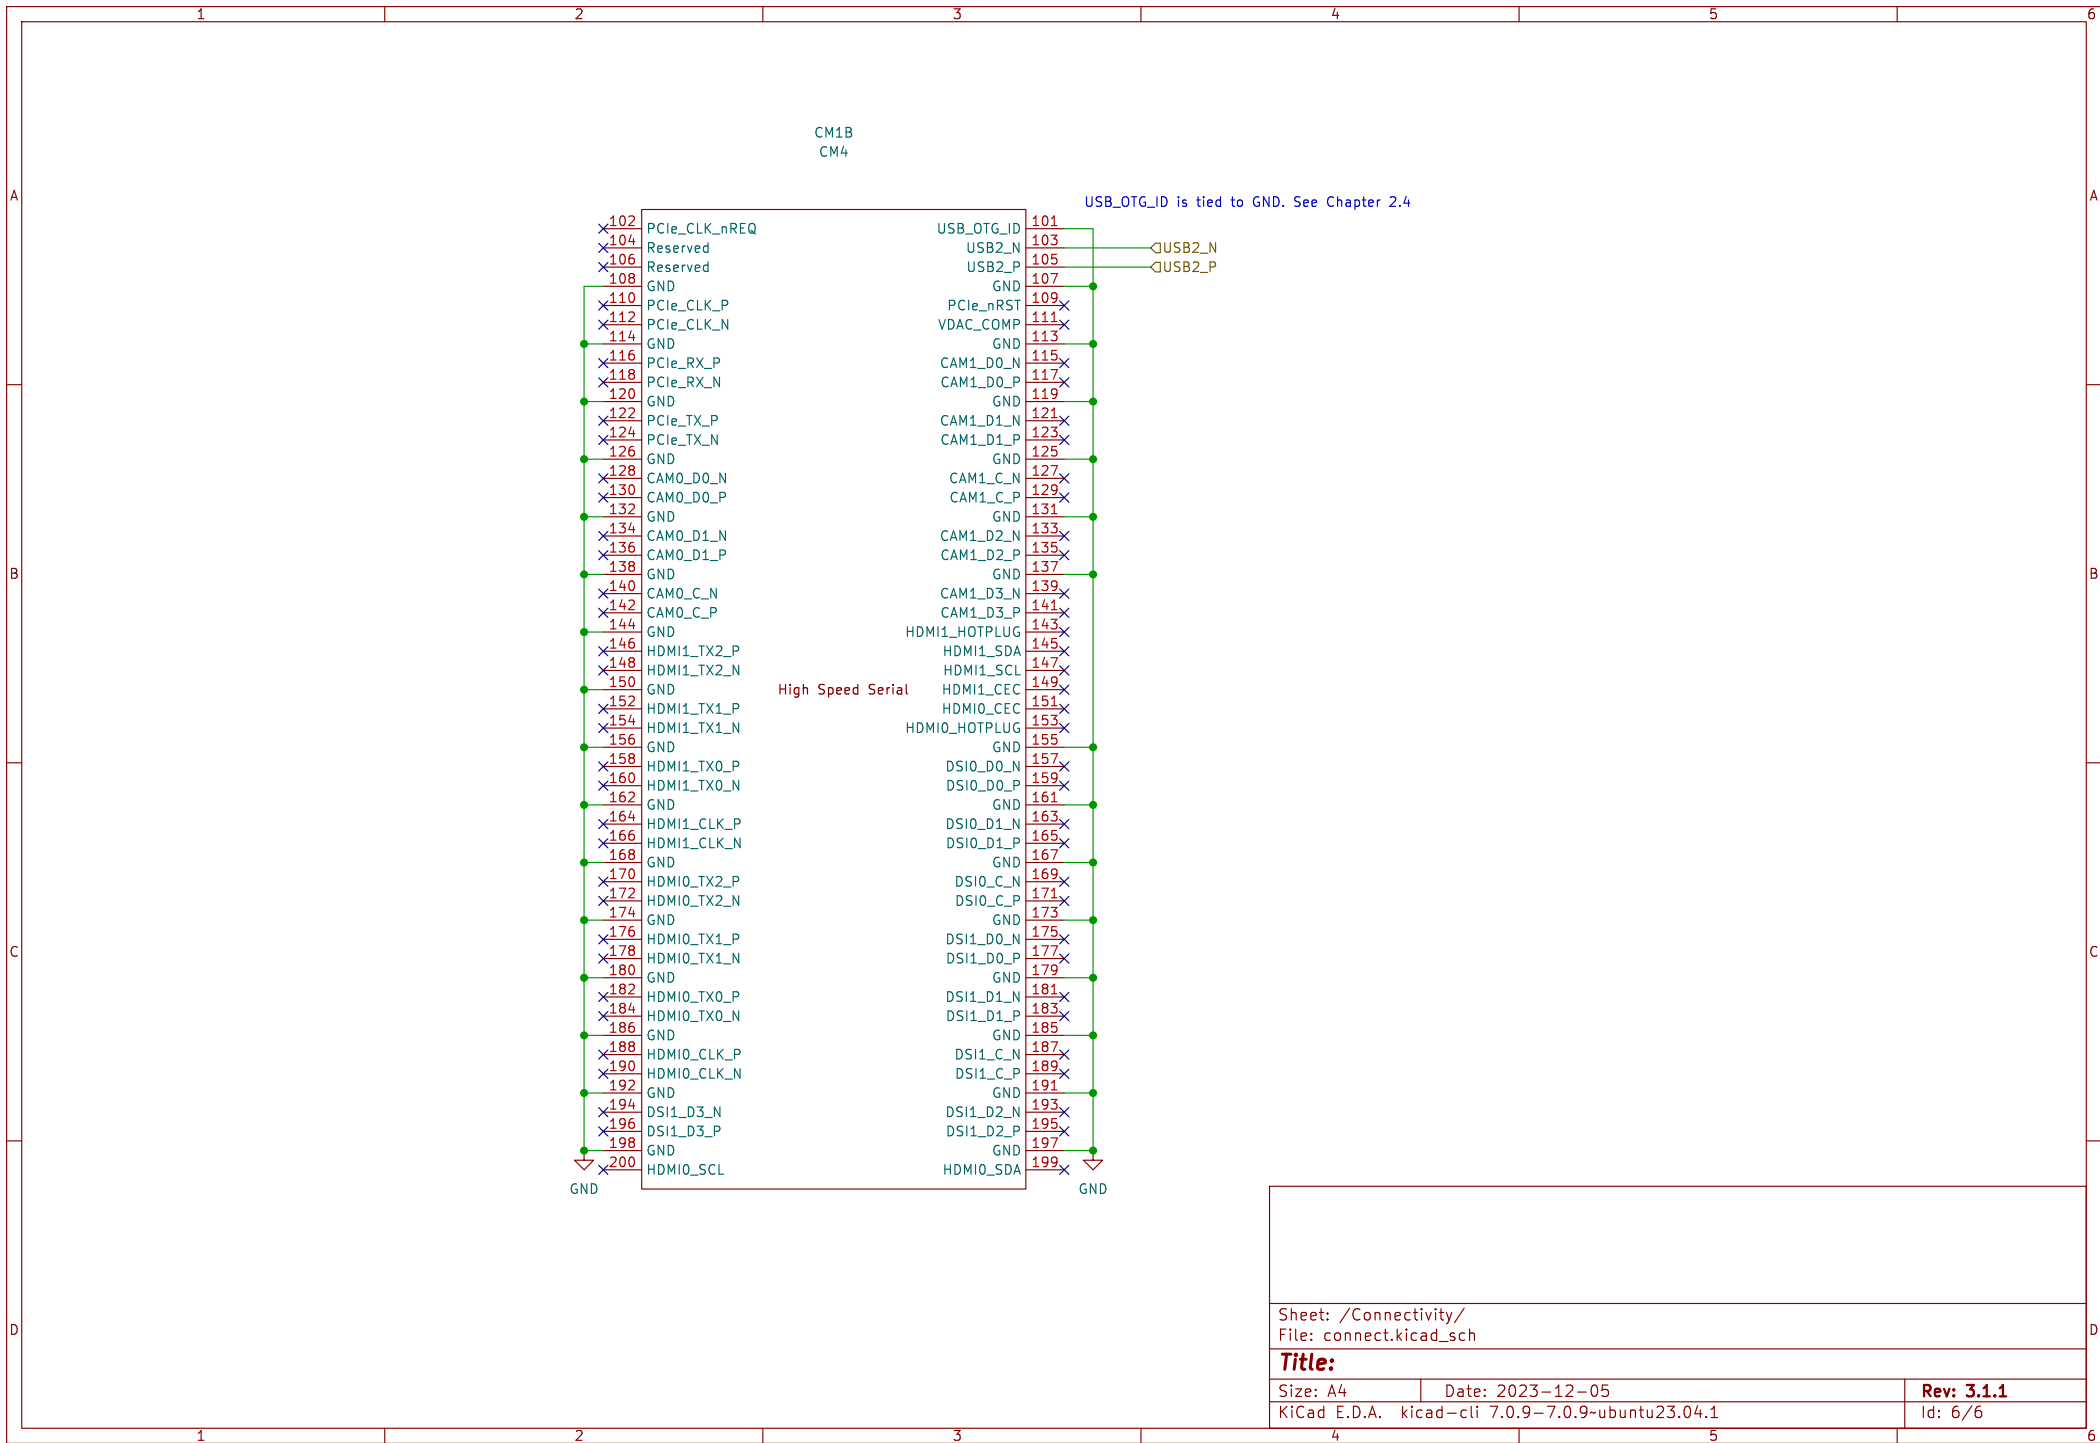 1 2 3 4 5 6
CM1B
CM4
A A
USB_OTG_ID is tied to GND. See Chapter 2.4
102 PCIe_CLK_nREQ USB_OTG_ID 101
104 Reserved USB2_N 103 USB2_N
106 Reserved USB2_P 105 USB2_P
108 GND GND 107
110 PCIe_CLK_P PCIe_nRST 109
112 PCIe_CLK_N VDAC_COMP 111
114 GND GND 113
116 PCIe_RX_P CAM1_D0_N 115
118 PCIe_RX_N CAM1_D0_P 117
120 GND GND 119
122 PCIe_TX_P CAM1_D1_N 121
124 PCIe_TX_N CAM1_D1_P 123
126 GND GND 125
128 CAM0_D0_N CAM1_C_N 127
130 CAM0_D0_P CAM1_C_P 129
132 GND GND 131
134 CAM0_D1_N CAM1_D2_N 133
136 CAM0_D1_P CAM1_D2_P 135
B 138 GND GND 137 B
140 CAM0_C_N CAM1_D3_N 139
142 CAM0_C_P CAM1_D3_P 141
144 GND HDMI1_HOTPLUG 143
146 HDMI1_TX2_P HDMI1_SDA 145
148 HDMI1_TX2_N HDMI1_SCL 147
150 GND High Speed Serial HDMI1_CEC 149
152 HDMI1_TX1_P HDMI0_CEC 151
154 HDMI1_TX1_N HDMI0_HOTPLUG 153
156 GND GND 155
158 HDMI1_TX0_P DSI0_D0_N 157
160 HDMI1_TX0_N DSI0_D0_P 159
162 GND GND 161
164 HDMI1_CLK_P DSI0_D1_N 163
166 HDMI1_CLK_N DSI0_D1_P 165
168 GND GND 167
170 HDMI0_TX2_P DSI0_C_N 169
172 HDMI0_TX2_N DSI0_C_P 171
174 GND GND 173
176 HDMI0_TX1_P DSI1_D0_N 175
C C
178 HDMI0_TX1_N DSI1_D0_P 177
180 GND GND 179
182 HDMI0_TX0_P DSI1_D1_N 181
184 HDMI0_TX0_N DSI1_D1_P 183
186 GND GND 185
188 HDMI0_CLK_P DSI1_C_N 187
190 HDMI0_CLK_N DSI1_C_P 189
192 GND GND 191
194 DSI1_D3_N DSI1_D2_N 193
196 DSI1_D3_P DSI1_D2_P 195
198 GND GND 197
200 HDMI0_SCL HDMI0_SDA 199
GND GND
Sheet: /Connectivity/
D D
File: connect.kicad_sch
Title:
Size: A4 Date: 2023-12-05 Rev: 3.1.1
KiCad E.D.A. kicad-cli 7.0.9-7.0.9~ubuntu23.04.1 Id: 6/6
1 2 3 4 5 6